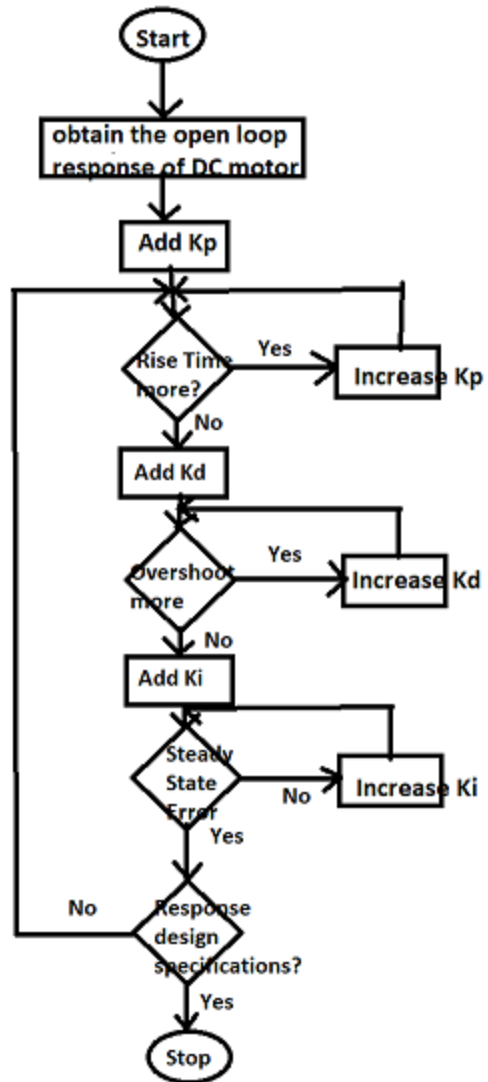 Start
obtain the open loop
response of DC motor
Add Kp
Rise Time
more?
Yes
Increase Kp
No
Add Kd
Overshoot
more
Yes
Increase Kd
No
Add Ki
Steady
State
Error
No
Increase Ki
Yes
Response
design
specifications?
No
Yes
Stop